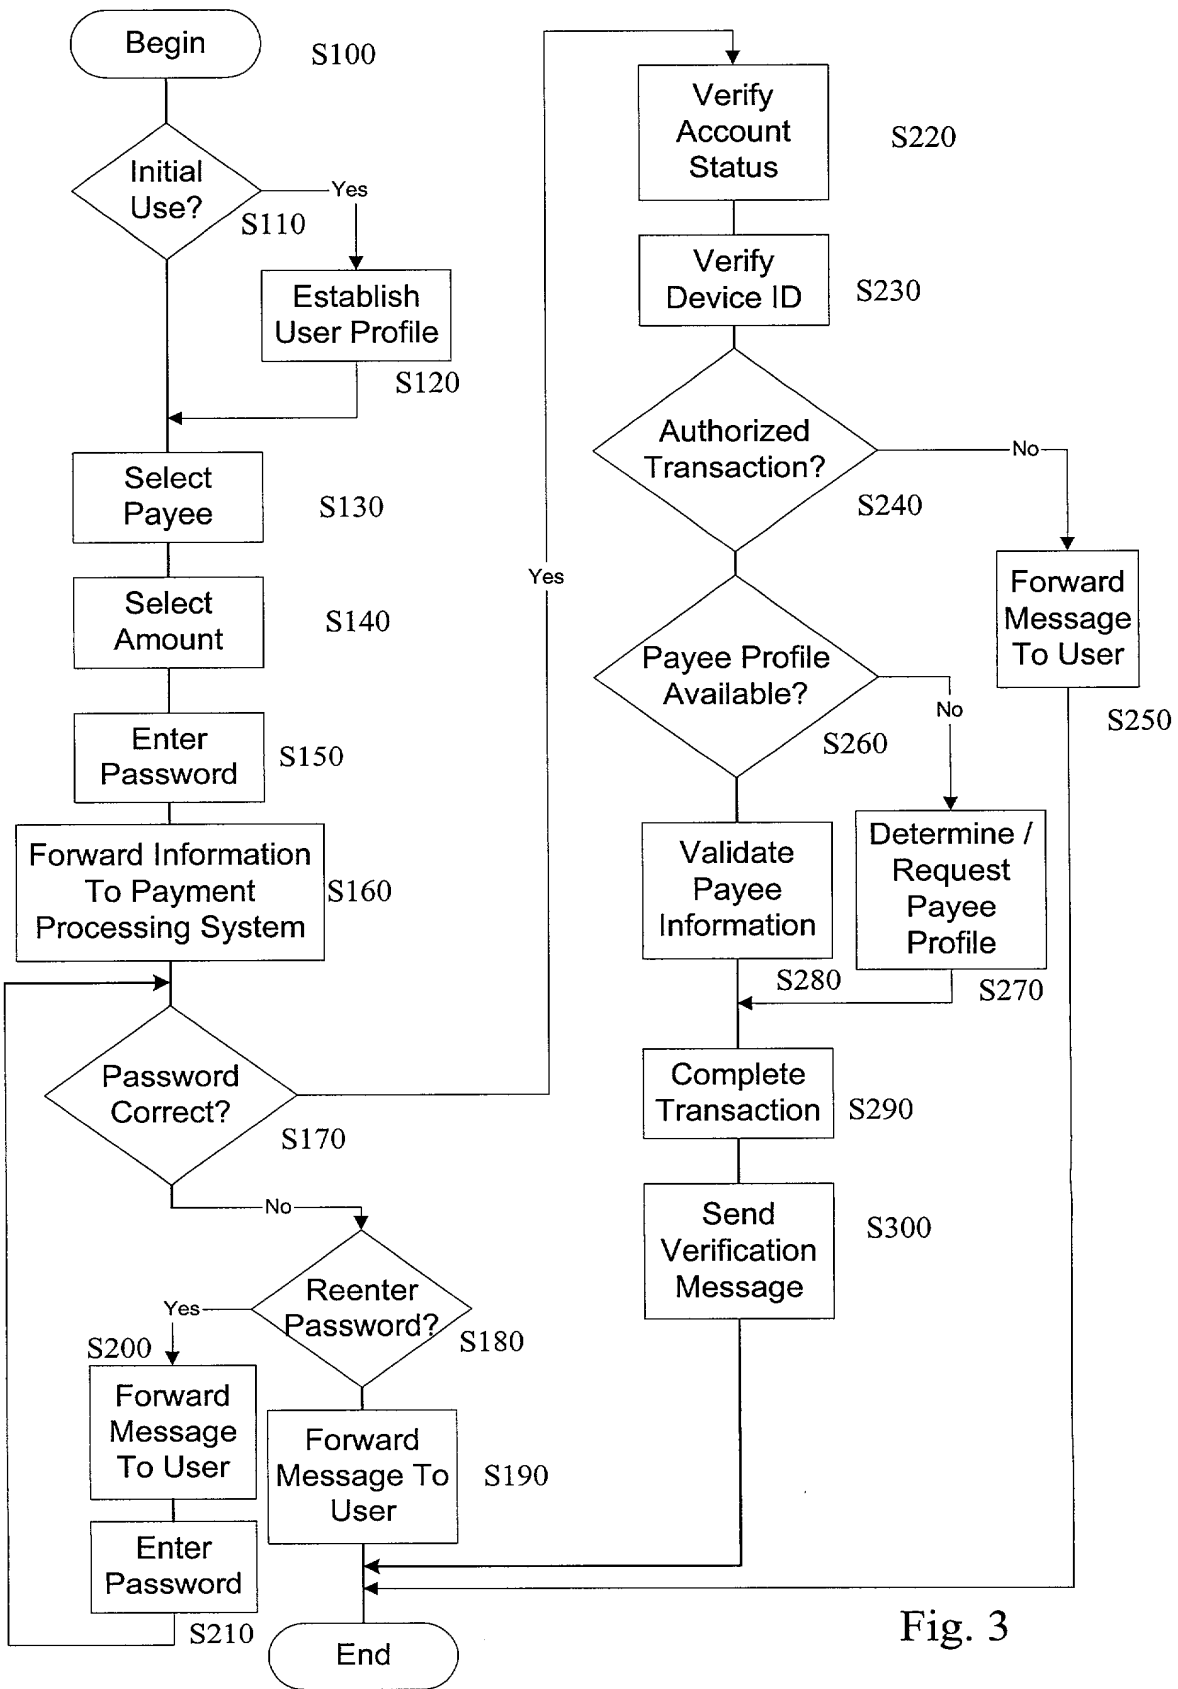 Begin
S100
Initial
Use?
Yes
S110
Establish
User Profile
S120
Select
Payee
S130
Select
Amount
S140
Enter
Password
S150
Forward Information
To Payment
Processing System
S160
Password
Correct?
S170
Yes
No
Reenter
Password?
S180
Yes
S200
Forward
Message
To User
Enter
Password
S210
Forward
Message To
User
S190
End
Verify
Account
Status
S220
Verify
Device ID
S230
Authorized
Transaction?
S240
No
Forward
Message
To User
S250
Payee Profile
Available?
S260
No
Determine /
Request
Payee
Profile
S270
Validate
Payee
Information
S280
Complete
Transaction
S290
Send
Verification
Message
S300
Fig. 3